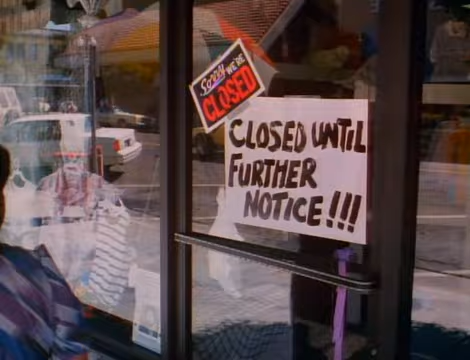 Sorry WE'RE
CLOSED
CLOSED UNTIL
FURTHER
NOTICE!!!